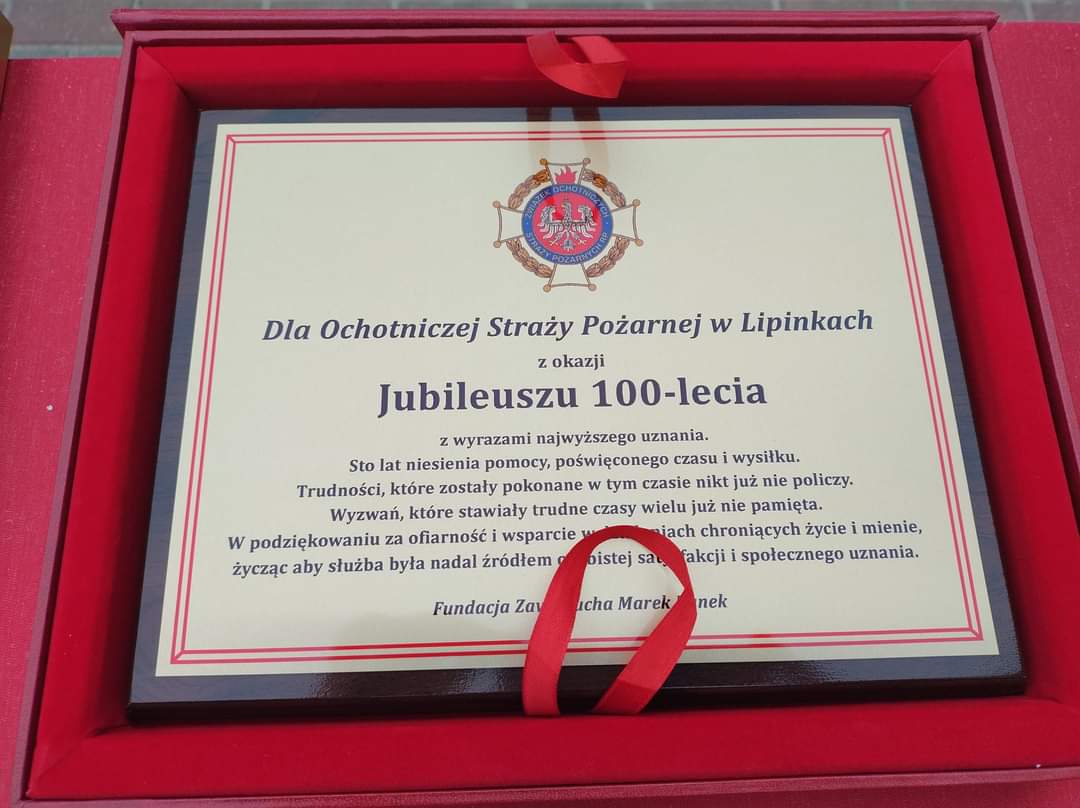 ZWIĄZEK OCHOTNICZYCH
STRAŻY POŻARNYCH RP
Dla Ochotniczej Straży Pożarnej w Lipinkach
z okazji
Jubileuszu 100-lecia
z wyrazami najwyższego uznania.
Sto lat niesienia pomocy, poświęconego czasu i wysiłku.
Trudności, które zostały pokonane w tym czasie nikt już nie policzy.
Wyzwań, które stawiały trudne czasy wielu już nie pamięta.
W podziękowaniu za ofiarność i wsparcie w chroniących życie i mienie,
życząc aby służba była nadal źródłem osobistej satysfakcji i społecznego uznania.
Fundacja Marek